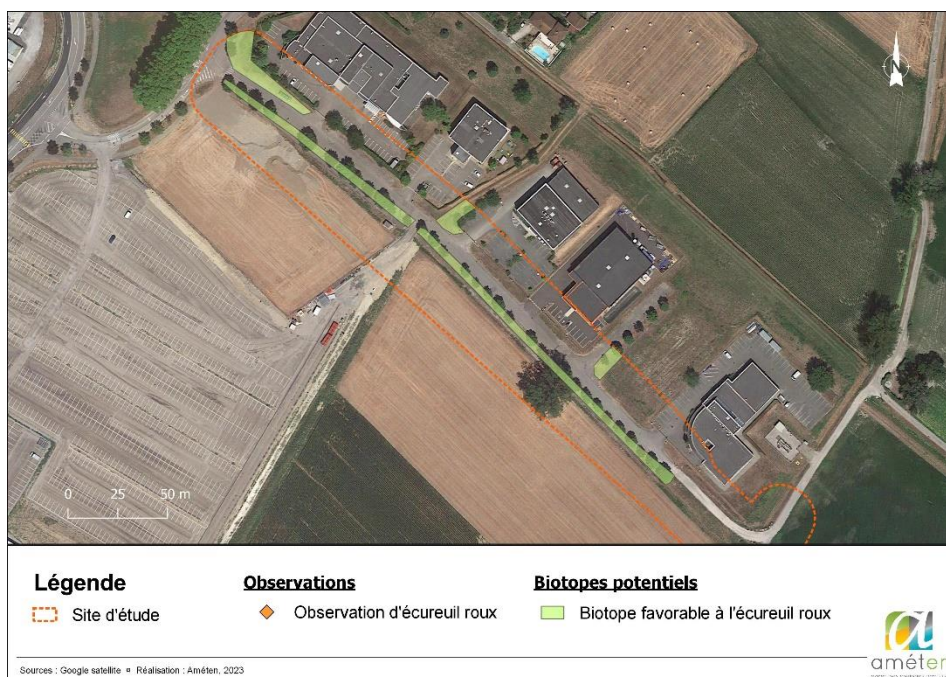 0 25 50 m
Légende
Site d'étude
Observations
Observation d'écureuil roux
Biotopes potentiels
Biotope favorable à l'écureuil roux
Sources : Google satellite ¤ Réalisation : Améten, 2023
améten